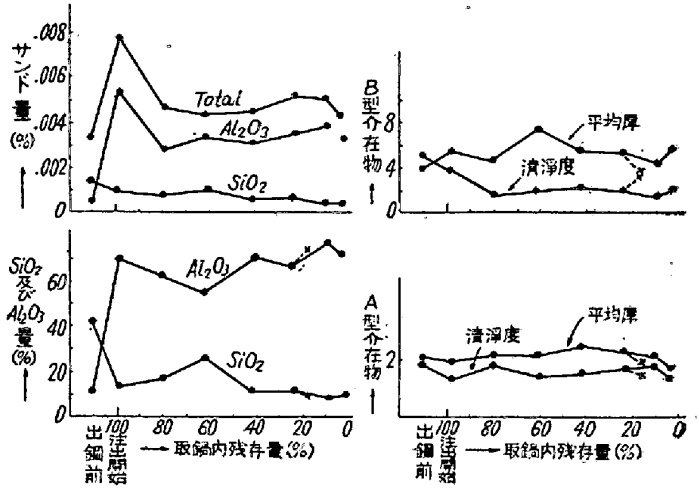 サンド量(%)
.008
.006
.004
.002
0
Total
Al₂O₃
SiO₂
B型介在物
8
4
0
平均厚
清浄度
SiO₂及びAl₂O₃量(%)
60
40
20
0
Al₂O₃
SiO₂
出鋼前
注出開始
100
80
60
40
20
0
取鍋内残存量(%)
A型介在物
2
平均厚
清浄度
出鋼前
注出開始
100
80
60
40
20
0
取鍋内残存量(%)